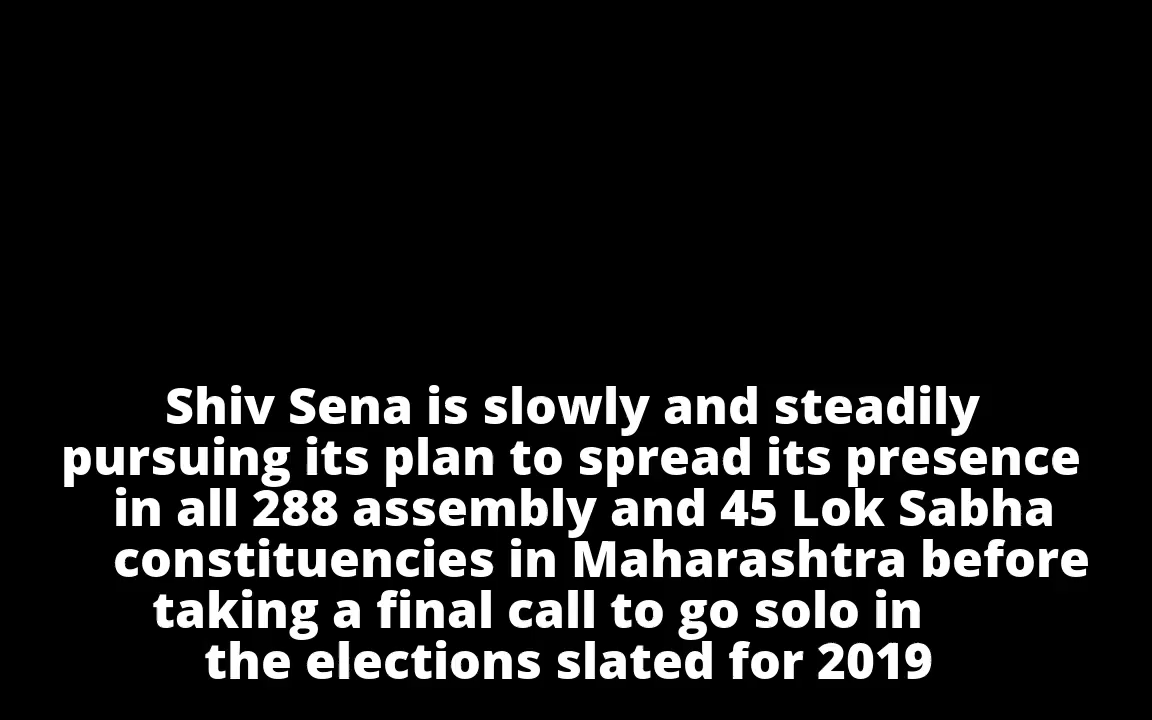 Shiv Sena is slowly and steadily
pursuing its plan to spread its presence
in all 288 assembly and 45 Lok Sabha
constituencies in Maharashtra before
taking a final call to go solo in
the elections slated for 2019